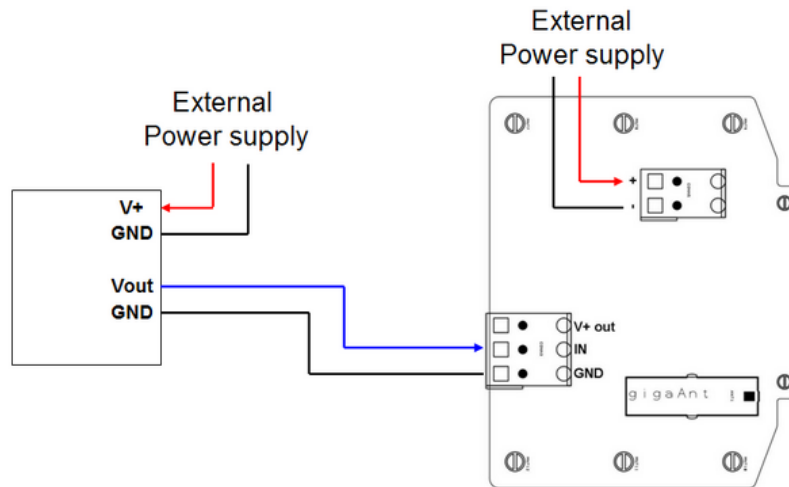 External
Power supply
External
Power supply
V+
GND
Vout
GND
+
-
V+ out
IN
GND
gigaAnt